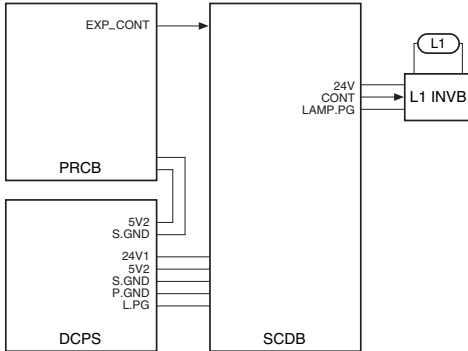 EXP_CONT
L1
24V
CONT
LAMP.PG
L1 INVB
PRCB
5V2
S.GND
24V1
5V2
S.GND
P.GND
L.PG
DCPS
SCDB